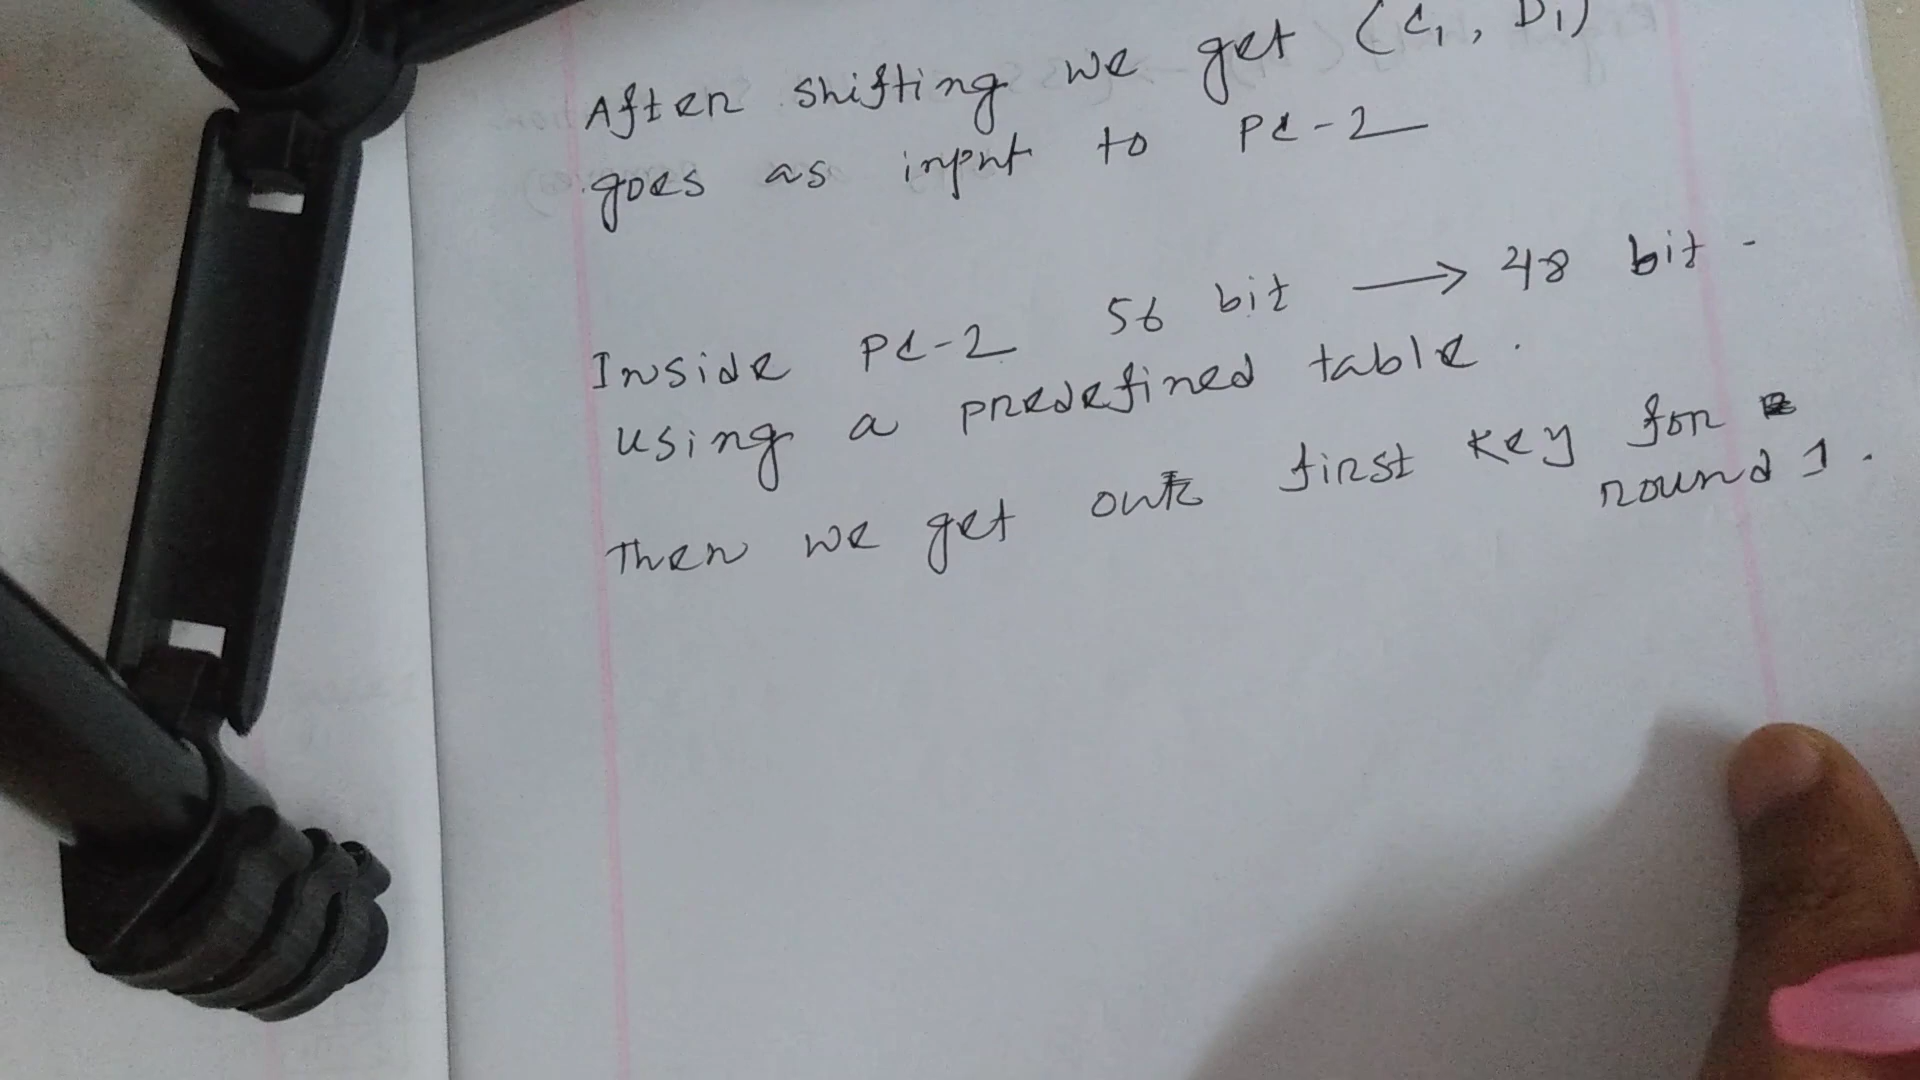 After shifting we get (C₁, D₁)
goes as input to PC-2
Inside PC-2 56 bit → 48 bit.
using a predefined table.
Then we get our first key for
round 1.